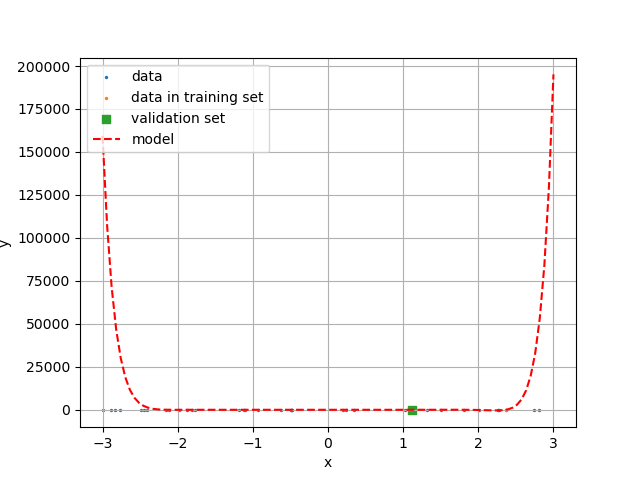 200000
175000
150000
125000
100000
75000
50000
25000
0
y
data
data in training set
validation set
model
−3
−2
−1
0
1
2
3
x